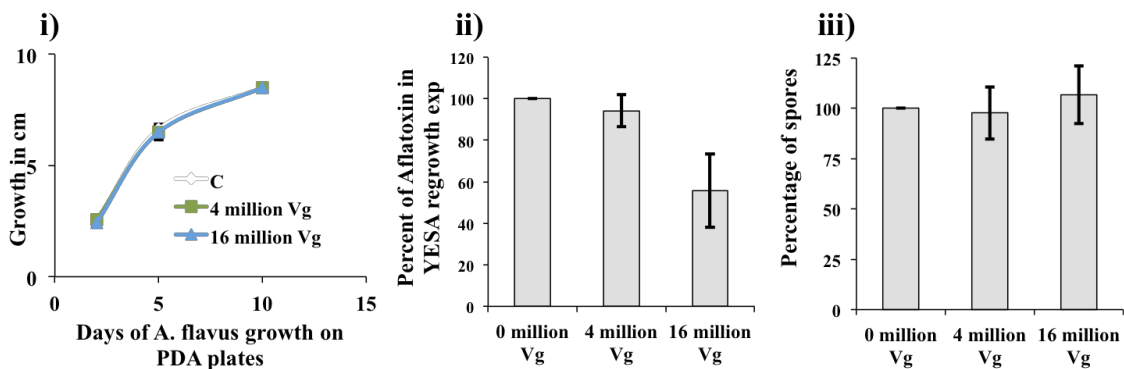 i)
10
5
0
0
5
10
15
Growth in cm
C
4 million Vg
16 million Vg
Days of A. flavus growth on
PDA plates
ii)
120
100
80
60
40
20
0
Percent of Aflatoxin in
YESA regrowth exp
0 million
Vg
4 million
Vg
16 million
Vg
iii)
125
100
75
50
25
0
Percentage of spores
0 million
Vg
4 million
Vg
16 million
Vg